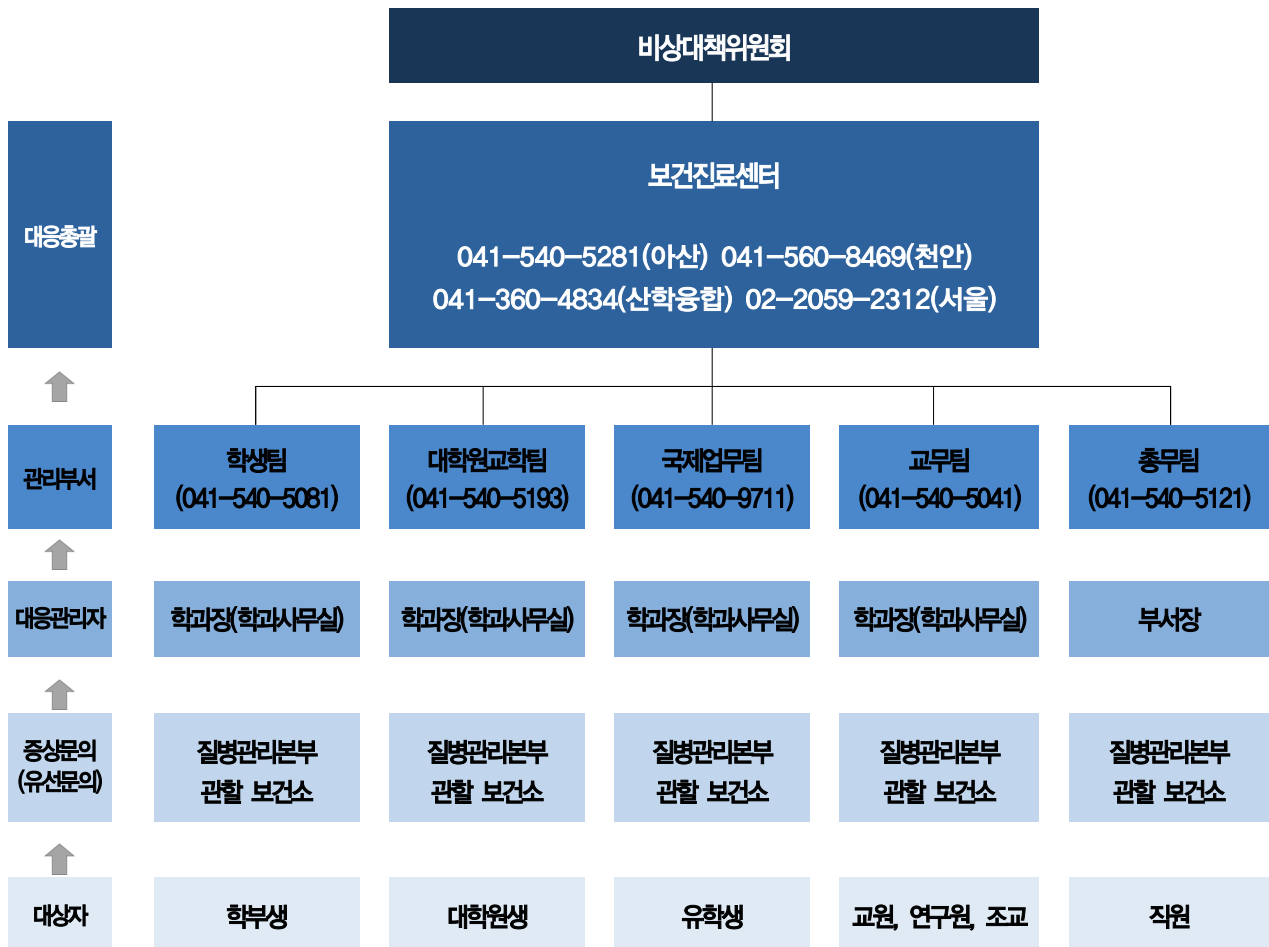 비상대책위원회
대응총괄
보건진료센터
041-540-5281(아산) 041-560-8469(천안)
041-360-4834(산학융합) 02-2059-2312(서울)
관리부서
학생팀
(041-540-5081)
대학원교학팀
(041-540-5193)
국제업무팀
(041-540-9711)
교무팀
(041-540-5041)
총무팀
(041-540-5121)
대응관리자
학과장(학과사무실)
학과장(학과사무실)
학과장(학과사무실)
학과장(학과사무실)
부서장
증상문의
(유선문의)
질병관리본부
관할 보건소
질병관리본부
관할 보건소
질병관리본부
관할 보건소
질병관리본부
관할 보건소
질병관리본부
관할 보건소
대상자
학부생
대학원생
유학생
교원, 연구원, 조교
직원